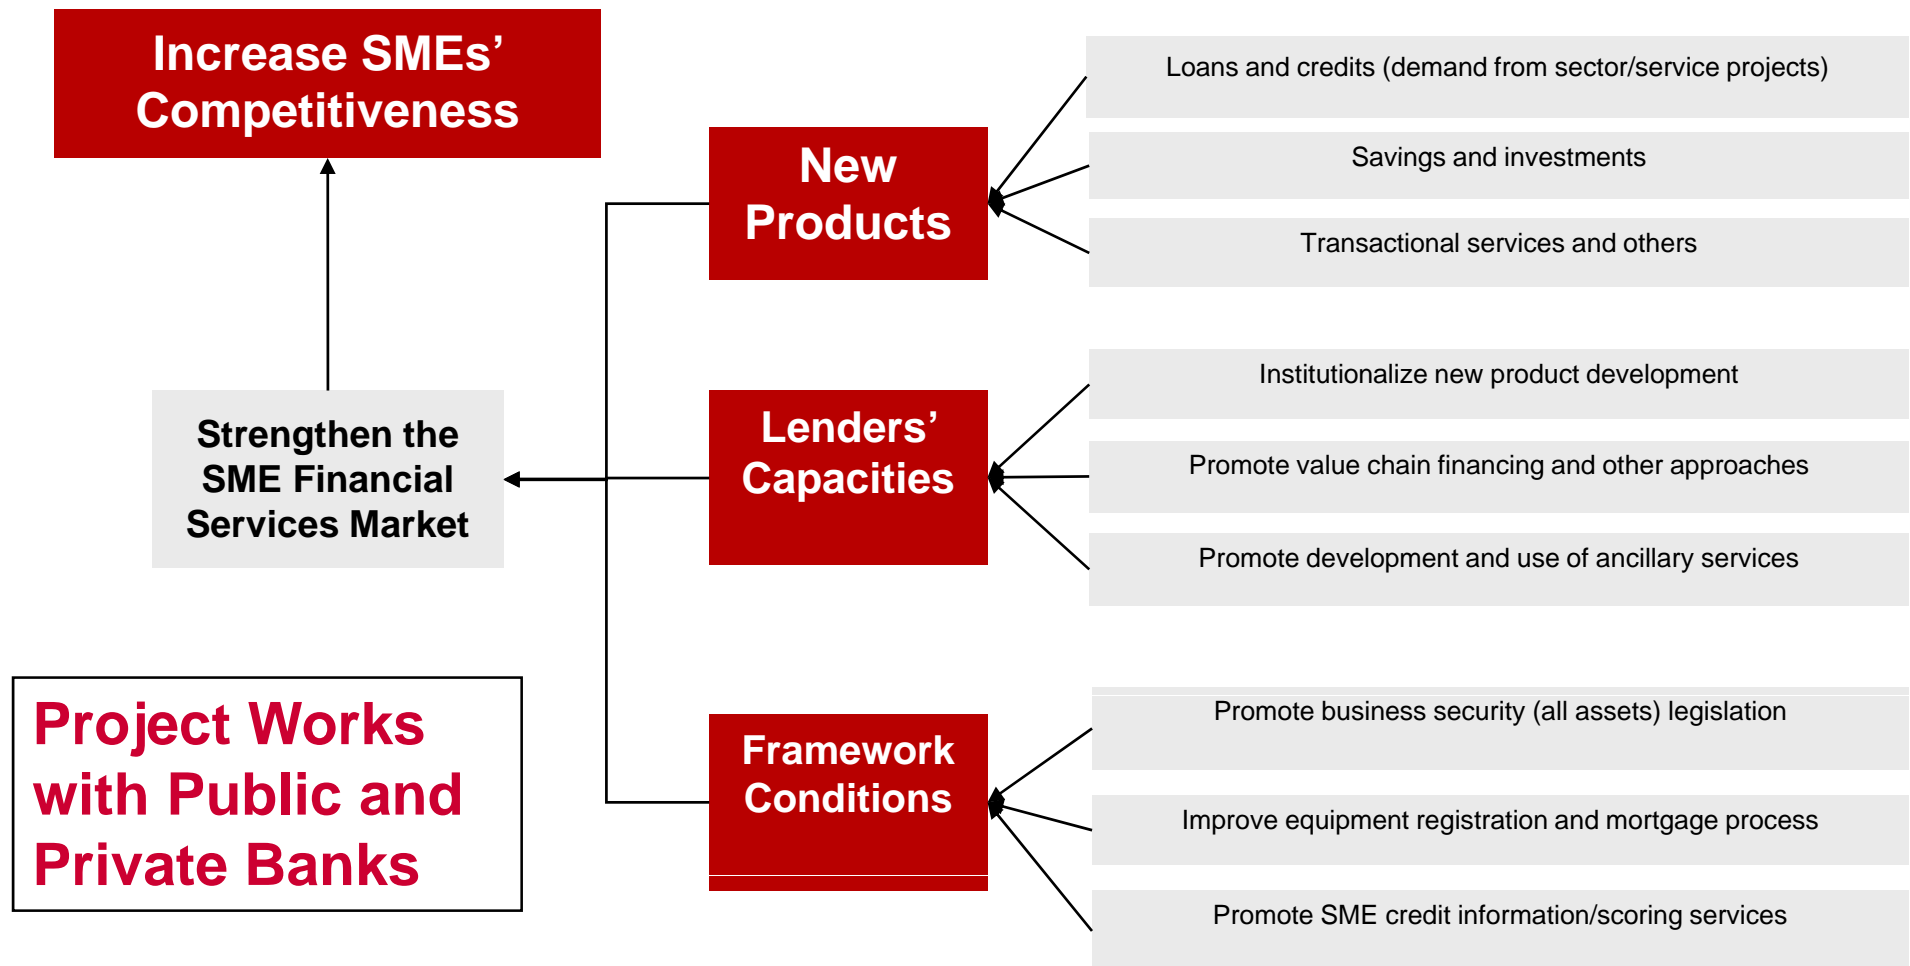 Increase SMEs’
Competitiveness
Strengthen the
SME Financial
Services Market
Project Works
with Public and
Private Banks
New
Products
Loans and credits (demand from sector/service projects)
Savings and investments
Transactional services and others
Lenders’
Capacities
Institutionalize new product development
Promote value chain financing and other approaches
Promote development and use of ancillary services
Framework
Conditions
Promote business security (all assets) legislation
Improve equipment registration and mortgage process
Promote SME credit information/scoring services